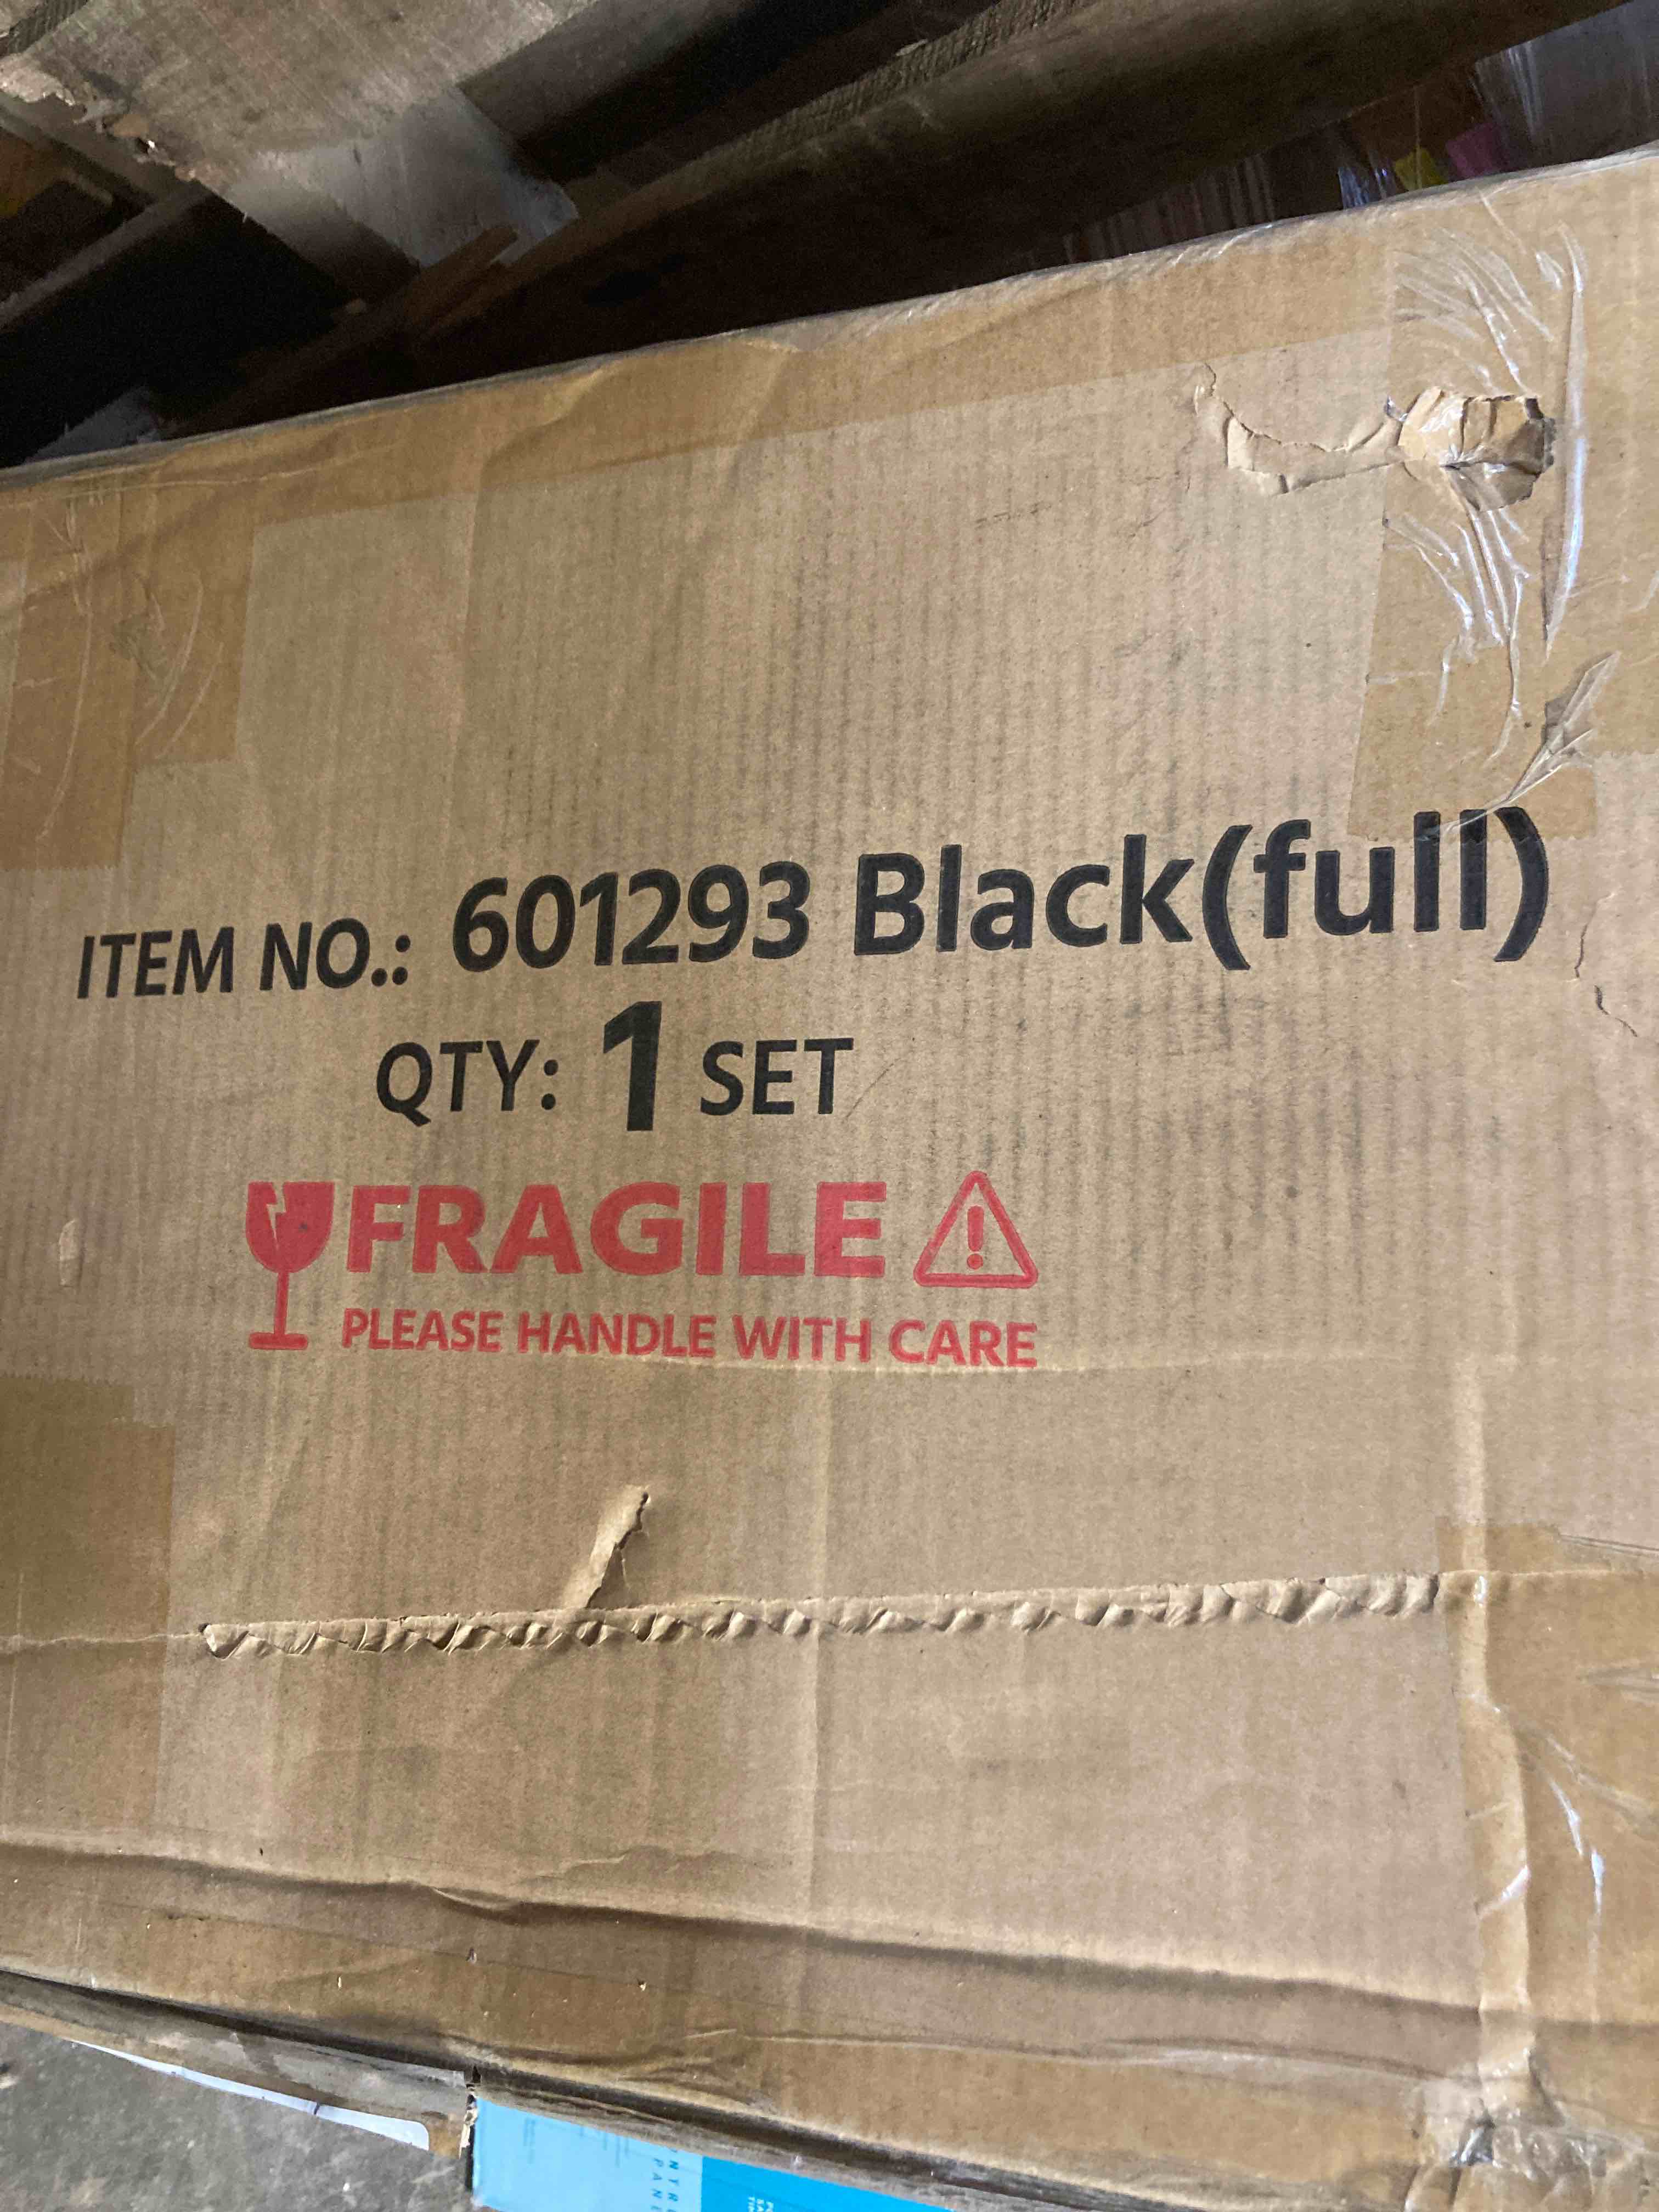 ITEM NO.: 601293 Black(full)
QTY: 1 SET
FRAGILE
PLEASE HANDLE WITH CARE